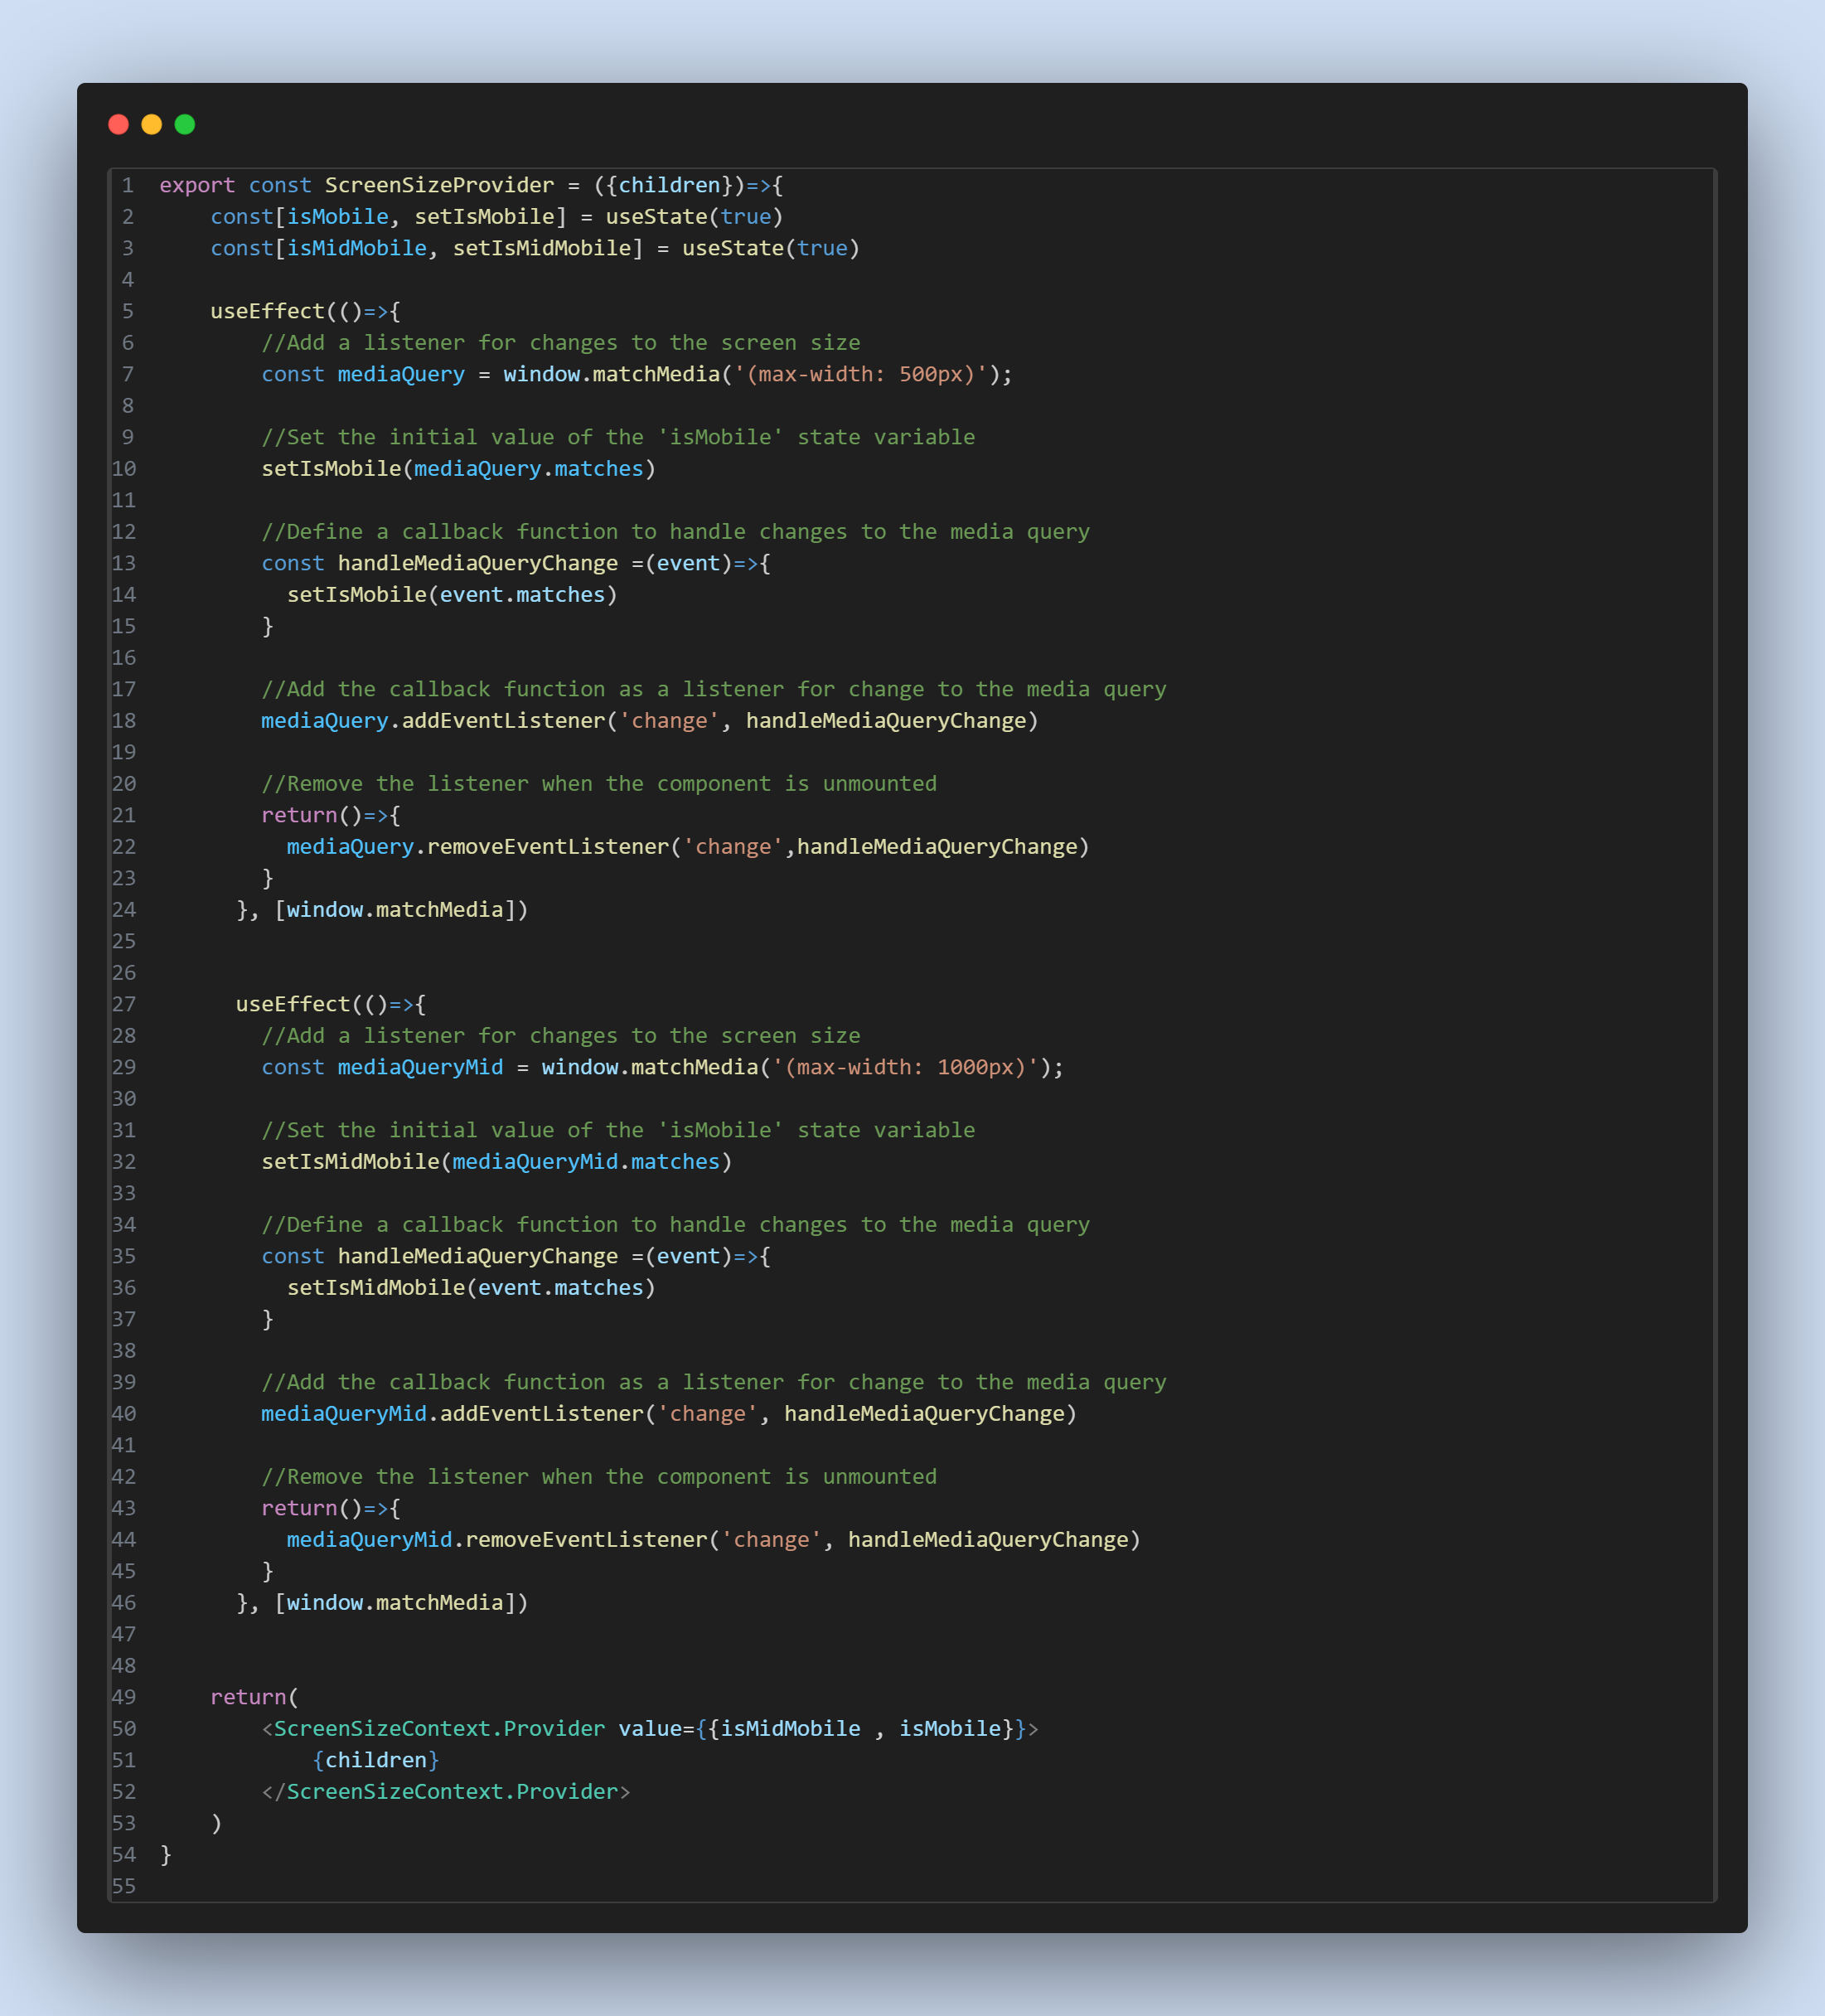 1 export const ScreenSizeProvider = ({children})=>{
2 const[isMobile, setIsMobile] = useState(true)
3 const[isMidMobile, setIsMidMobile] = useState(true)
4
5 useEffect(()=>{
6 //Add a listener for changes to the screen size
7 const mediaQuery = window.matchMedia('(max-width: 500px)');
8
9 //Set the initial value of the 'isMobile' state variable
10 setIsMobile(mediaQuery.matches)
11
12 //Define a callback function to handle changes to the media query
13 const handleMediaQueryChange =(event)=>{
14 setIsMobile(event.matches)
15 }
16
17 //Add the callback function as a listener for change to the media query
18 mediaQuery.addEventListener('change', handleMediaQueryChange)
19
20 //Remove the listener when the component is unmounted
21 return()=>{
22 mediaQuery.removeEventListener('change',handleMediaQueryChange)
23 }
24 }, [window.matchMedia])
25
26
27 useEffect(()=>{
28 //Add a listener for changes to the screen size
29 const mediaQueryMid = window.matchMedia('(max-width: 1000px)');
30
31 //Set the initial value of the 'isMobile' state variable
32 setIsMidMobile(mediaQueryMid.matches)
33
34 //Define a callback function to handle changes to the media query
35 const handleMediaQueryChange =(event)=>{
36 setIsMidMobile(event.matches)
37 }
38
39 //Add the callback function as a listener for change to the media query
40 mediaQueryMid.addEventListener('change', handleMediaQueryChange)
41
42 //Remove the listener when the component is unmounted
43 return()=>{
44 mediaQueryMid.removeEventListener('change', handleMediaQueryChange)
45 }
46 }, [window.matchMedia])
47
48
49 return(
50 <ScreenSizeContext.Provider value={{isMidMobile , isMobile}}>
51 {children}
52 </ScreenSizeContext.Provider>
53 )
54 }
55